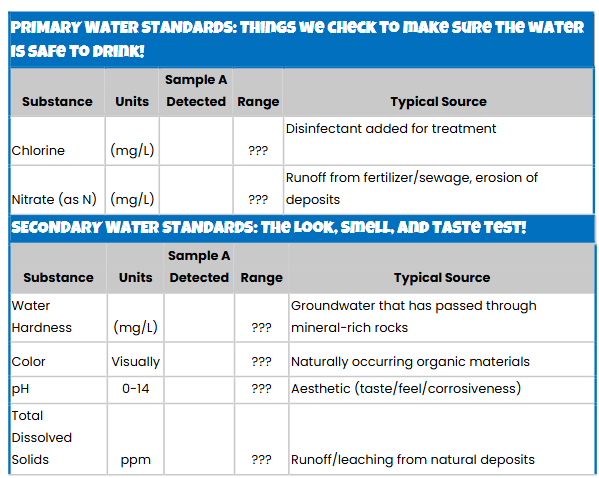 PRIMARY WATER STANDARDS: THINGS WE CHECK TO MAKE SURE THE WATER
IS SAFE TO DRINK!
Substance Units Sample A Detected Range Typical Source
Chlorine (mg/L) ??? Disinfectant added for treatment
Nitrate (as N) (mg/L) ??? Runoff from fertilizer/sewage, erosion of
deposits
SECONDARY WATER STANDARDS: THE LOOK, SMELL, AND TASTE TEST!
Substance Units Sample A Detected Range Typical Source
Water
Hardness (mg/L) ??? Groundwater that has passed through
mineral-rich rocks
Color Visually ??? Naturally occurring organic materials
pH 0-14 ??? Aesthetic (taste/feel/corrosiveness)
Total
Dissolved
Solids ppm ??? Runoff/leaching from natural deposits